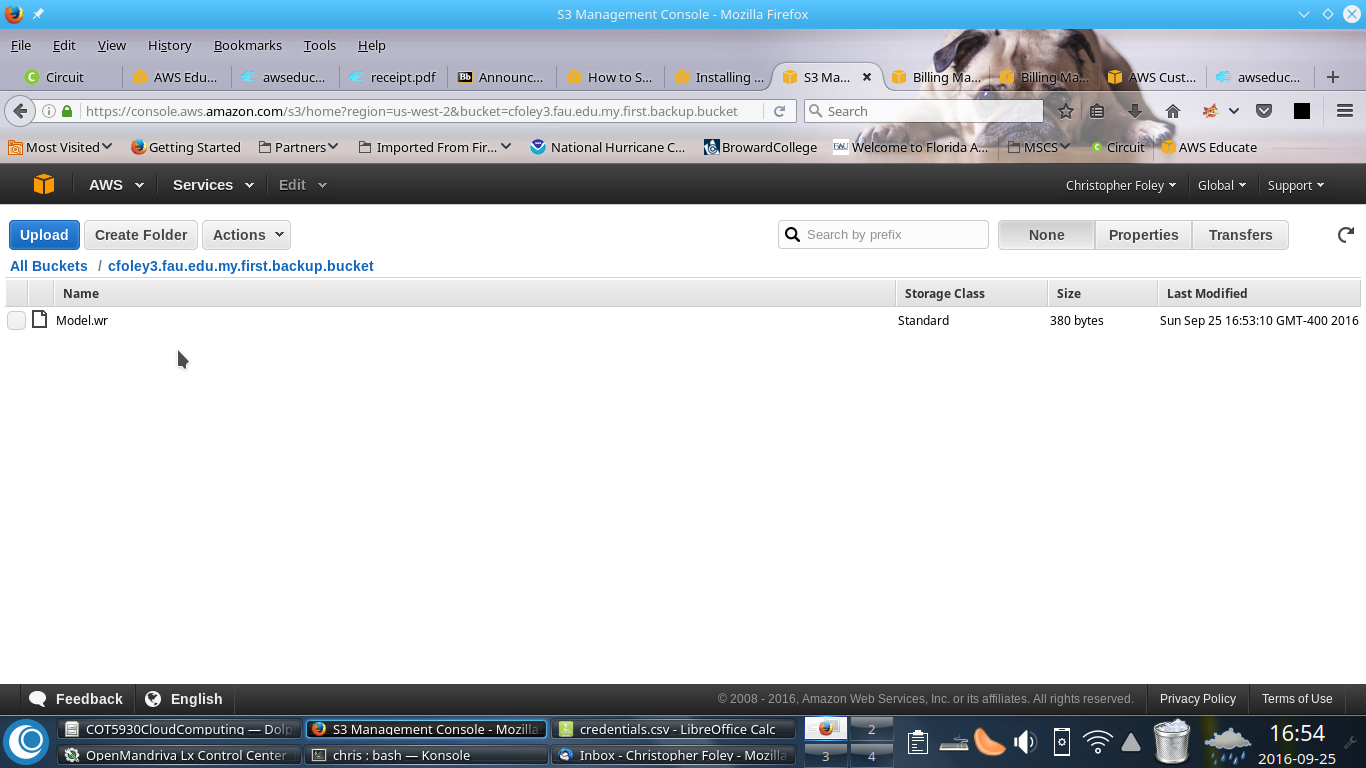 S3 Management Console - Mozilla Firefox
File Edit View History Bookmarks Tools Help
Circuit AWS Edu... awseduc... receipt.pdf Bb Announc... How to S... Installing ... S3 Ma... Billing Ma... Billing Ma... AWS Cust... awseduc...
https://console.aws.amazon.com/s3/home?region=us-west-2&bucket=cfoley3.fau.edu.my.first.backup.bucket Search
Most Visited Getting Started Partners Imported From Fir... National Hurricane C... BrowardCollege FAU Welcome to Florida A... MSCS Circuit AWS Educate
AWS Services Edit Christopher Foley Global Support
Upload Create Folder Actions Search by prefix None Properties Transfers
All Buckets / cfoley3.fau.edu.my.first.backup.bucket
Name Storage Class Size Last Modified
Model.wr Standard 380 bytes Sun Sep 25 16:53:10 GMT-400 2016
Feedback English © 2008 - 2016, Amazon Web Services, Inc. or its affiliates. All rights reserved. Privacy Policy Terms of Use
COT5930CloudComputing — Dolp S3 Management Console - Mozilla credentials.csv - LibreOffice Calc 2 16:54
OpenMandriva Lx Control Center chris : bash — Konsole Inbox - Christopher Foley - Mozilla 3 4 2016-09-25